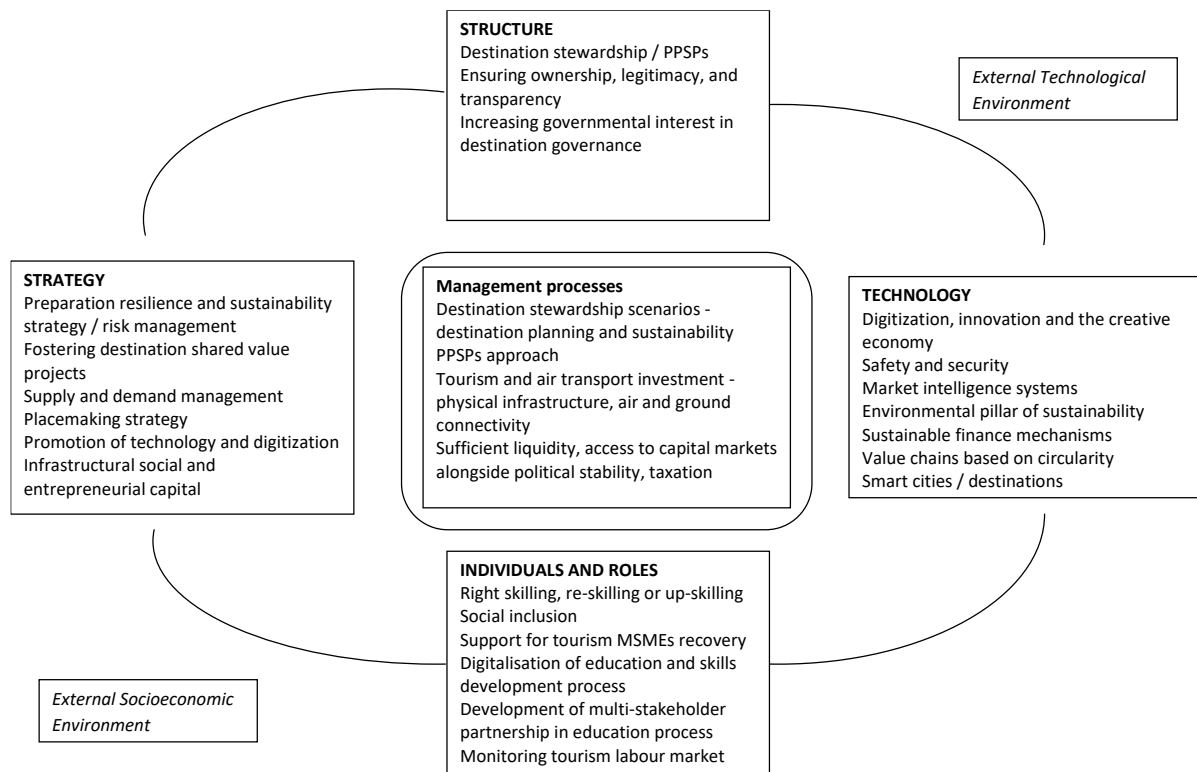 STRUCTURE
Destination stewardship / PPSPs
Ensuring ownership, legitimacy, and
transparency
Increasing governmental interest in
destination governance
External Technological
Environment
STRATEGY
Preparation resilience and sustainability
strategy / risk management
Fostering destination shared value
projects
Supply and demand management
Placemaking strategy
Promotion of technology and digitization
Infrastructural social and
entrepreneurial capital
Management processes
Destination stewardship scenarios -
destination planning and sustainability
PPSPs approach
Tourism and air transport investment -
physical infrastructure, air and ground
connectivity
Sufficient liquidity, access to capital markets
alongside political stability, taxation
TECHNOLOGY
Digitization, innovation and the creative
economy
Safety and security
Market intelligence systems
Environmental pillar of sustainability
Sustainable finance mechanisms
Value chains based on circularity
Smart cities / destinations
INDIVIDUALS AND ROLES
Right skilling, re-skilling or up-skilling
Social inclusion
Support for tourism MSMEs recovery
Digitalisation of education and skills
development process
Development of multi-stakeholder
partnership in education process
Monitoring tourism labour market
External Socioeconomic
Environment